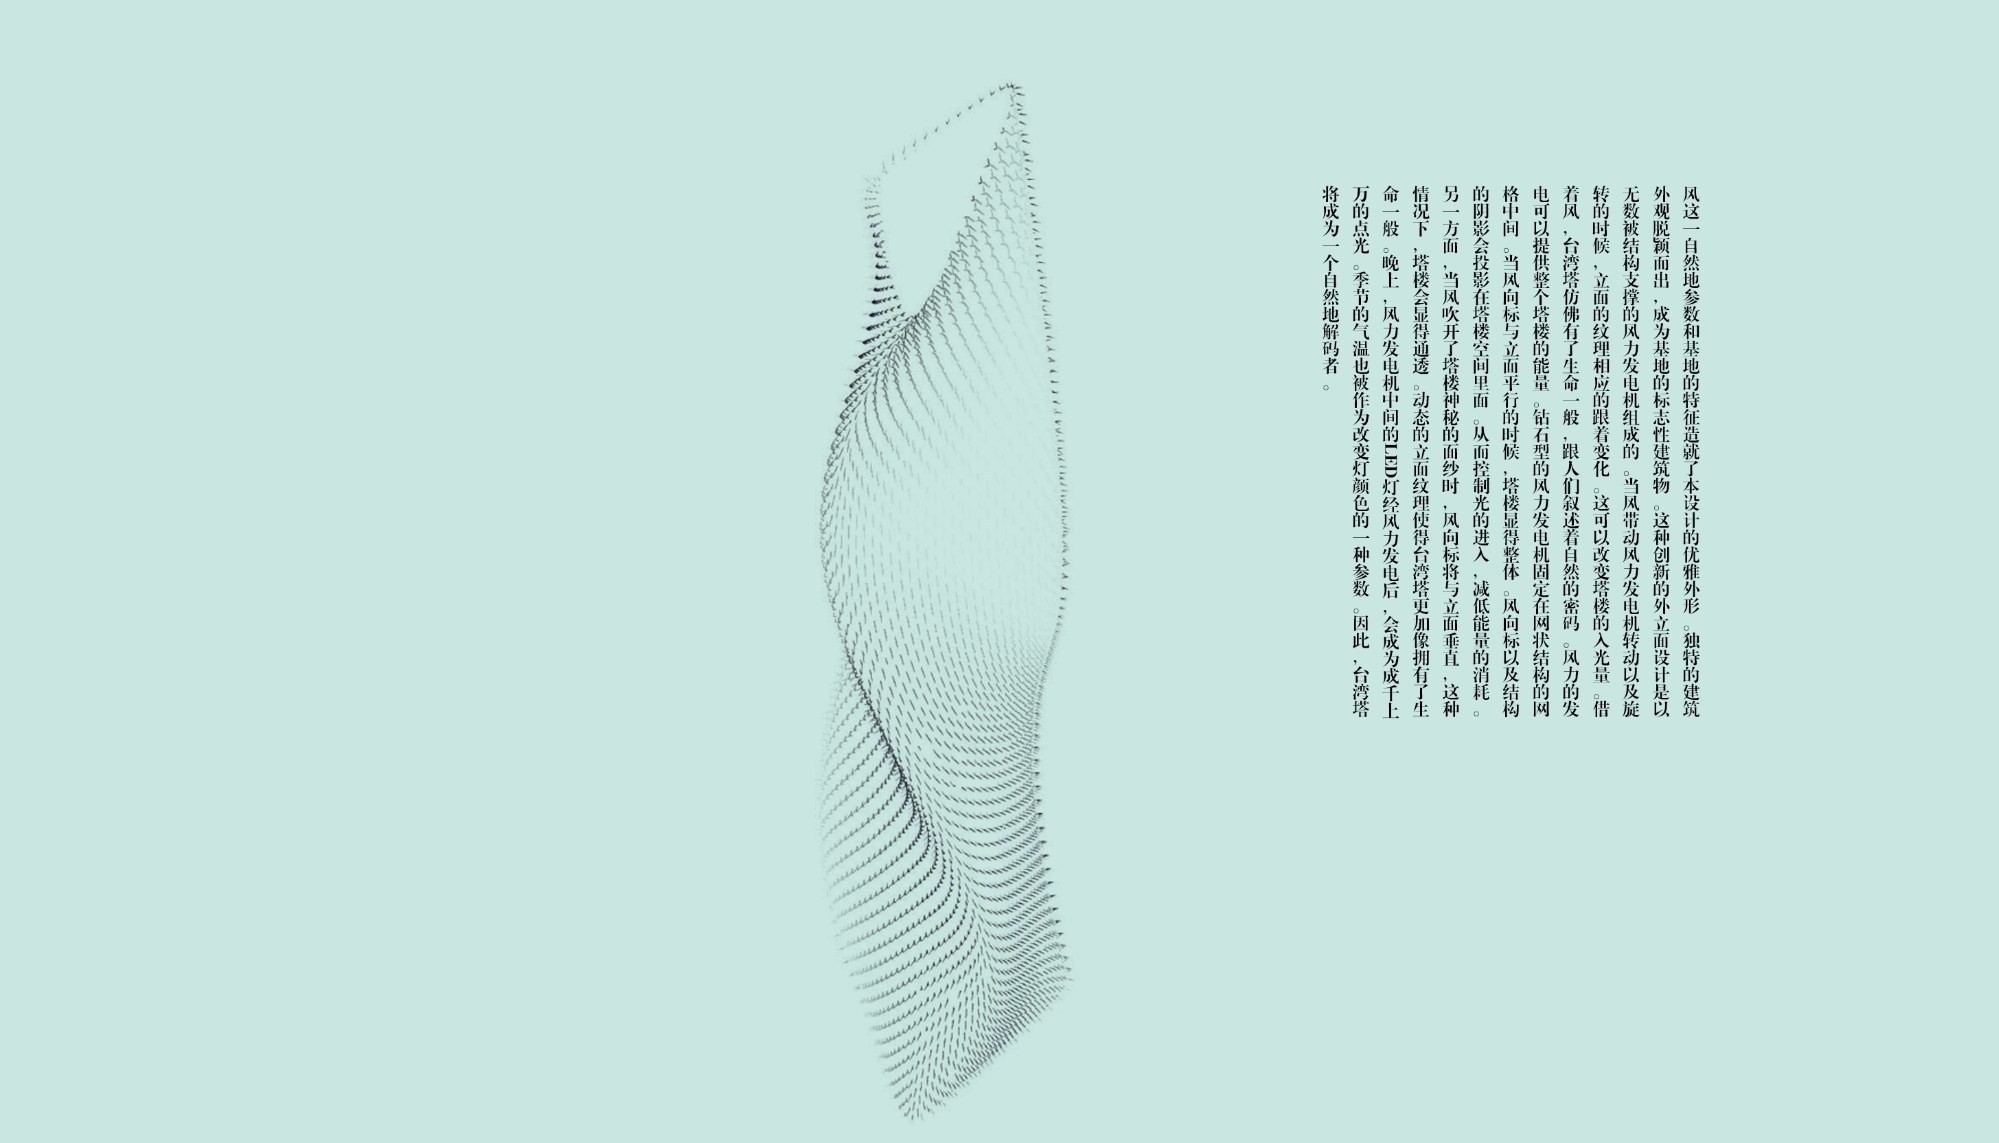 风这一自然地参数和基地的特征造就了本设计的优雅外形。独特的建筑
外观脱颖而出，成为基地的标志性建筑物。这种创新的外立面设计是以
无数被结构支撑的风力发电机组成的。当风带动风力发电机转动以及旋
转的时候，立面的纹理相应的跟着变化。这可以改变塔楼的入光量。借
着风，台湾塔仿佛有了生命一般，跟人们叙述着自然的密码。风力的发
电可以提供整个塔楼的能量。钻石型的风力发电机固定在网状结构的网
格中间。当风向标与立面平行的时候，塔楼显得整体。风向标以及结构
的阴影会投影在塔楼空间里面。从而控制光的进入，减低能量的消耗。
另一方面，当风吹开了塔楼神秘的面纱时，风向标将与立面垂直，这种
情况下，塔楼会显得通透。动态的立面纹理使得台湾塔更加像拥有了生
命一般。晚上，风力发电机中间的LED灯经风力发电后，会成为成千上
万的点光。季节的气温也被作为改变灯颜色的一种参数。因此，台湾塔
将成为一个自然地解码者。